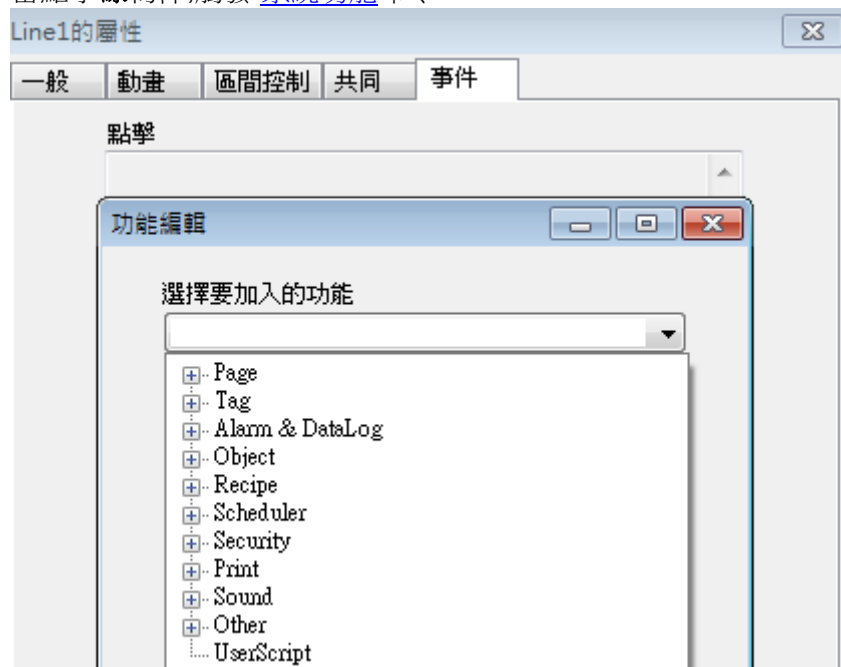 Line1的屬性
一般 動畫 區間控制 共同 事件
點擊
功能編輯
選擇要加入的功能
Page
Tag
Alarm & DataLog
Object
Recipe
Scheduler
Security
Print
Sound
Other
UserScript